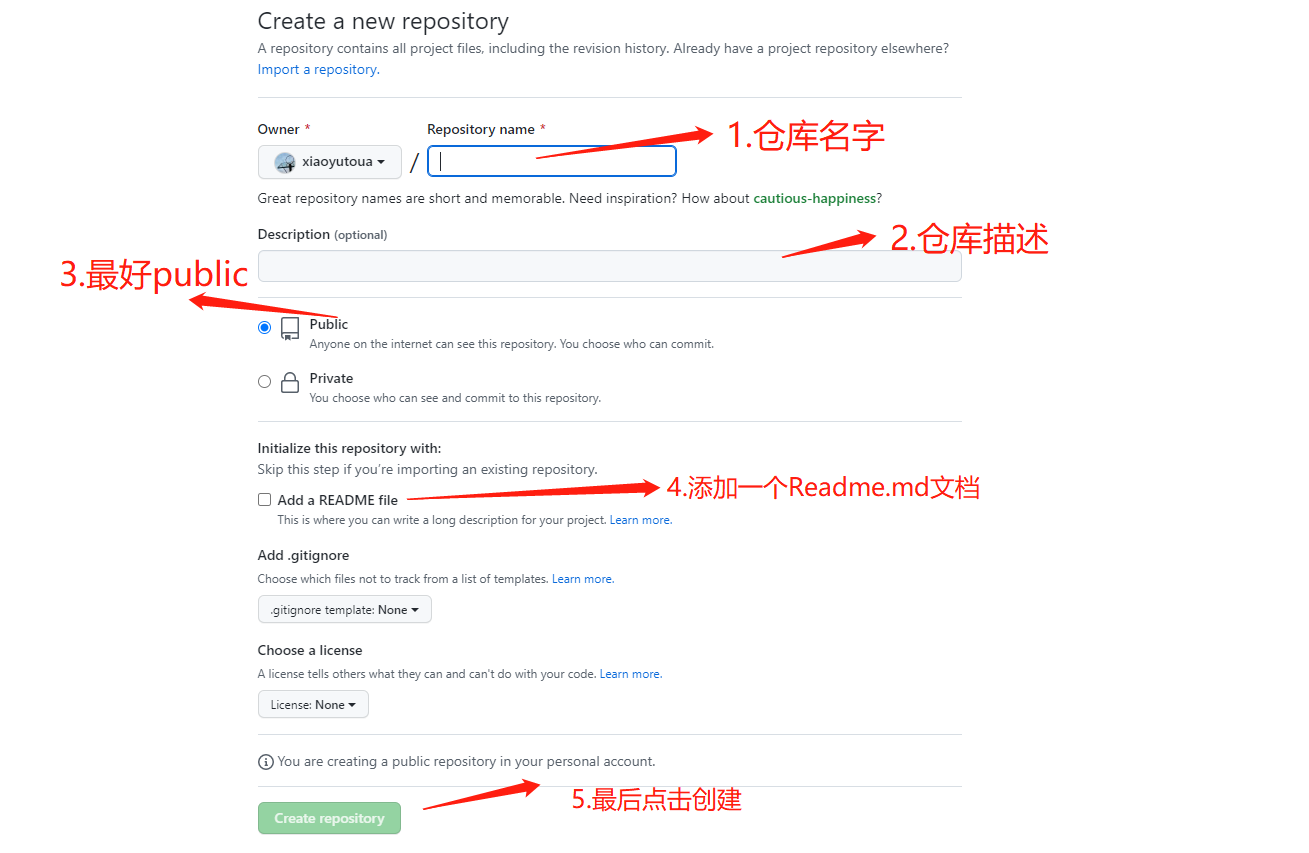 Create a new repository
A repository contains all project files, including the revision history. Already have a project repository elsewhere?
Import a repository.
Owner *
Repository name *
1.仓库名字
xiaoyutoua
/
Great repository names are short and memorable. Need inspiration? How about cautious-happiness?
Description (optional)
2.仓库描述
3.最好public
Public
Anyone on the internet can see this repository. You choose who can commit.
Private
You choose who can see and commit to this repository.
Initialize this repository with:
Skip this step if you're importing an existing repository.
Add a README file
4.添加一个Readme.md文档
This is where you can write a long description for your project. Learn more.
Add .gitignore
Choose which files not to track from a list of templates. Learn more.
.gitignore template: None
Choose a license
A license tells others what they can and can't do with your code. Learn more.
License: None
You are creating a public repository in your personal account.
5.最后点击创建
Create repository